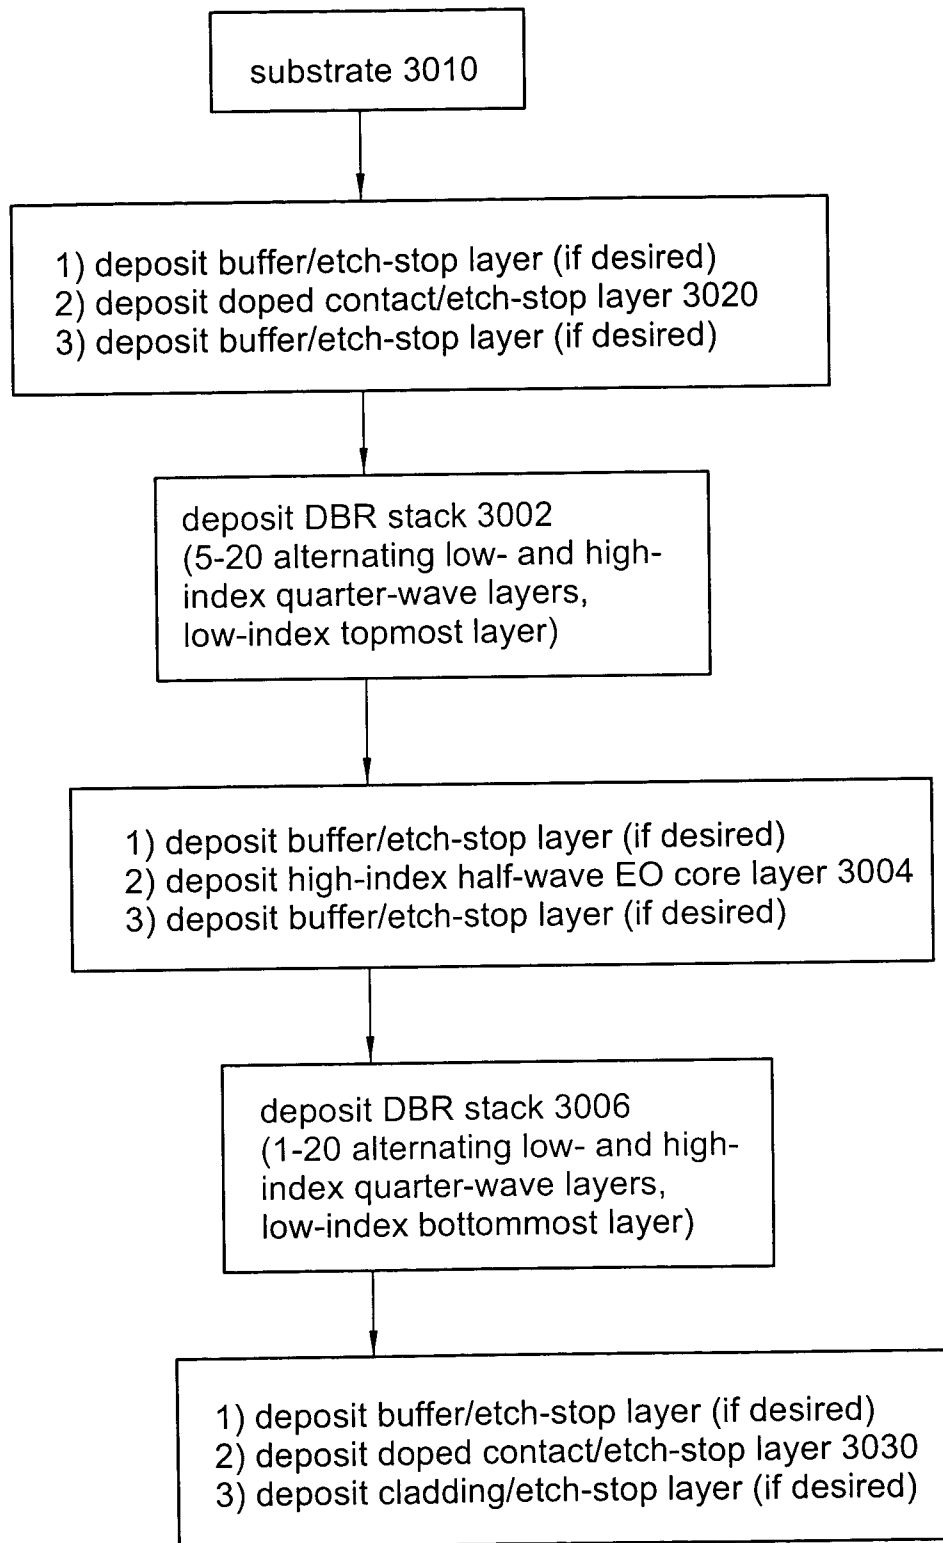 substrate 3010
1) deposit buffer/etch-stop layer (if desired)
2) deposit doped contact/etch-stop layer 3020
3) deposit buffer/etch-stop layer (if desired)
deposit DBR stack 3002
(5-20 alternating low- and high-
index quarter-wave layers,
low-index topmost layer)
1) deposit buffer/etch-stop layer (if desired)
2) deposit high-index half-wave EO core layer 3004
3) deposit buffer/etch-stop layer (if desired)
deposit DBR stack 3006
(1-20 alternating low- and high-
index quarter-wave layers,
low-index bottommost layer)
1) deposit buffer/etch-stop layer (if desired)
2) deposit doped contact/etch-stop layer 3030
3) deposit cladding/etch-stop layer (if desired)